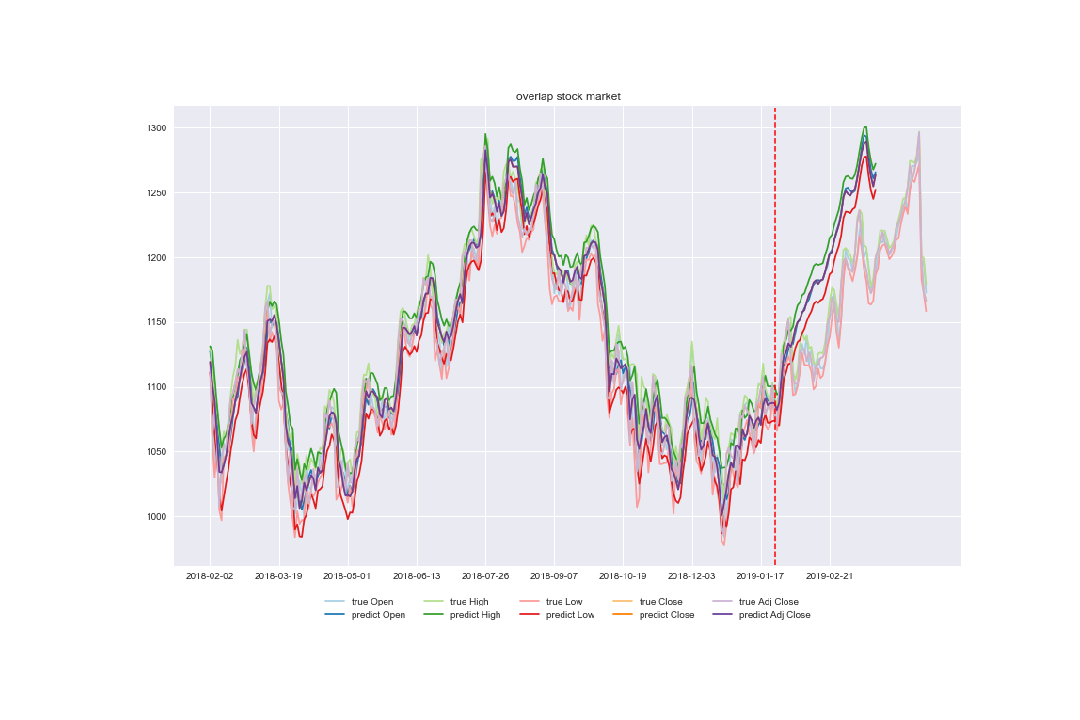 overlap stock market
1300
1250
1200
1150
1100
1050
1000
2018-02-02 2018-03-19 2018-05-01 2018-06-13 2018-07-26 2018-09-07 2018-10-19 2018-12-03 2019-01-17 2019-02-21
true Open true High true Low true Close true Adj Close
predict Open predict High predict Low predict Close predict Adj Close